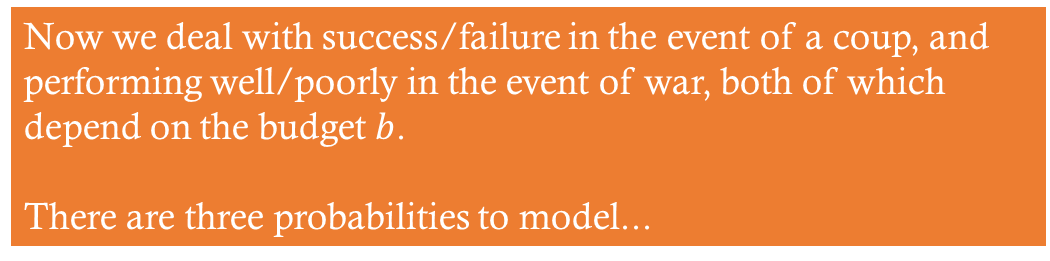 Now we deal with success/failure in the event of a coup, and
performing well/poorly in the event of war, both of which
depend on the budget b.
There are three probabilities to model…